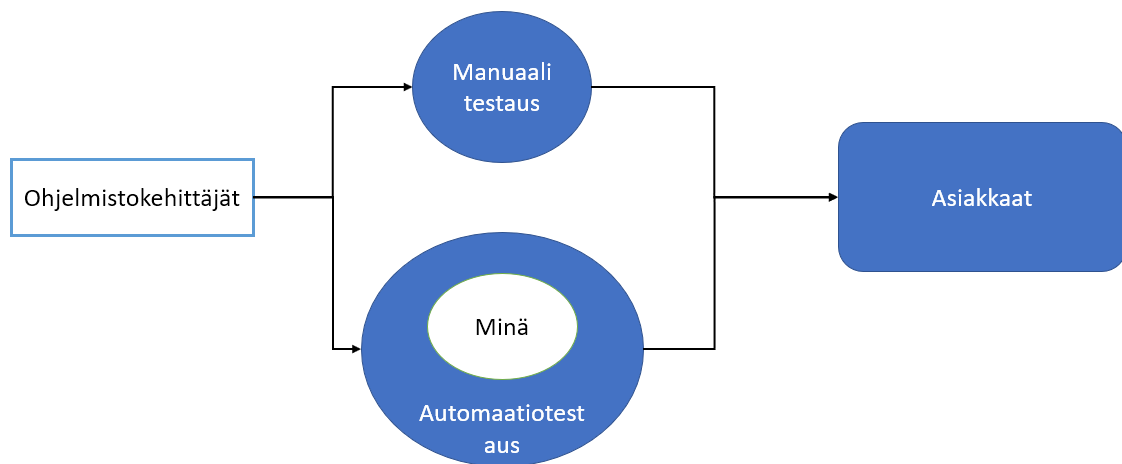 Manuaali
testaus
Ohjelmistokehittäjät
Asiakkaat
Minä
Automaatiotest
aus